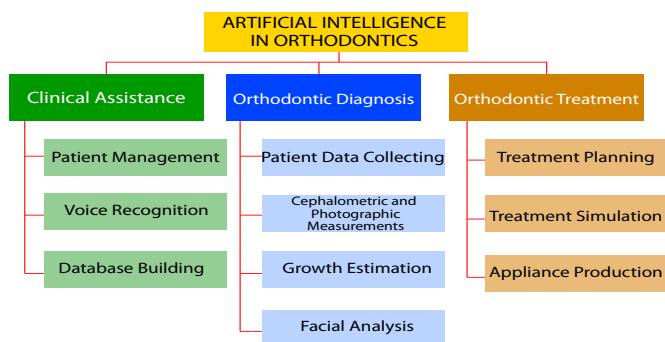 ARTIFICIAL INTELLIGENCE
IN ORTHODONTICS
Clinical Assistance
Patient Management
Voice Recognition
Database Building
Orthodontic Diagnosis
Patient Data Collecting
Cephalometric and
Photographic
Measurements
Growth Estimation
Facial Analysis
Orthodontic Treatment
Treatment Planning
Treatment Simulation
Appliance Production